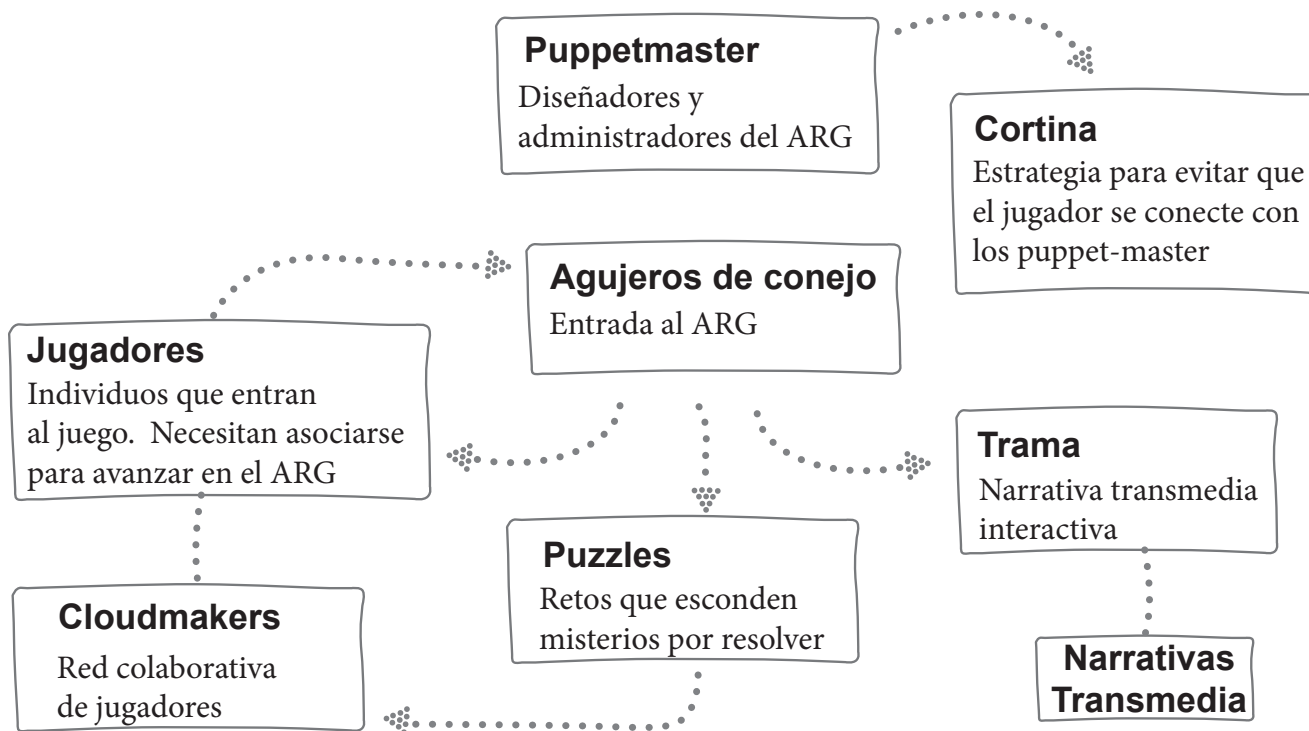 Puppetmaster
Diseñadores y
administradores del ARG
Cortina
Estrategia para evitar que
el jugador se conecte con
los puppet-master
Agujeros de conejo
Entrada al ARG
Jugadores
Individuos que entran
al juego. Necesitan asociarse
para avanzar en el ARG
Trama
Narrativa transmedia
interactiva
Puzzles
Retos que esconden
misterios por resolver
Cloudmakers
Red colaborativa
de jugadores
Narrativas
Transmedia